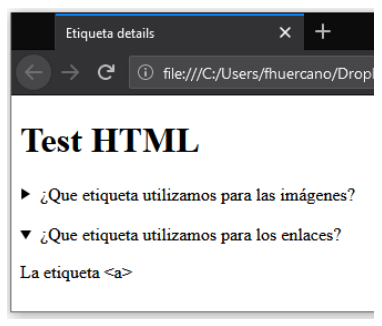 Etiqueta details
file:///C:/Users/fhuercano/Drop
Test HTML
¿Que etiqueta utilizamos para las imágenes?
¿Que etiqueta utilizamos para los enlaces?
La etiqueta <a>